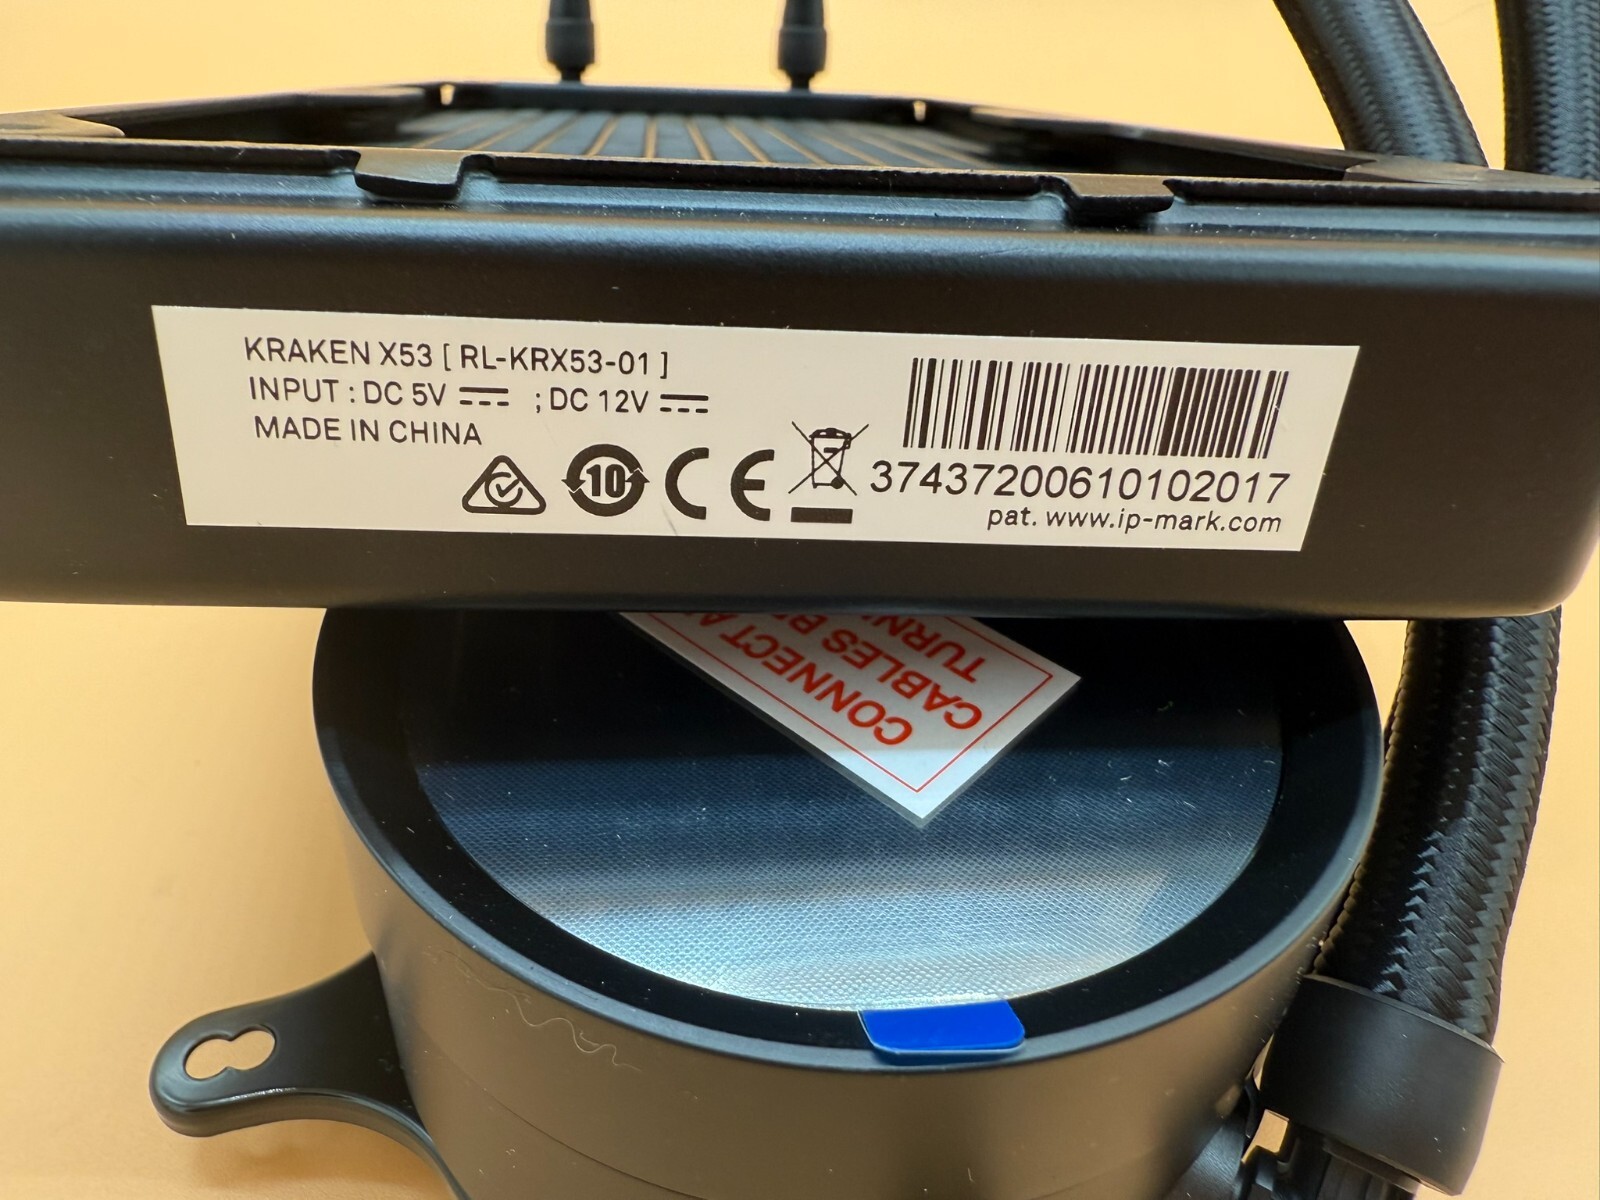 KRAKEN X53 [ RL-KRX53-01 ]
INPUT : DC 5V ; DC 12V
MADE IN CHINA
10
CE
37437200610102017
pat. www.ip-mark.com
CONNECT
CABLES
TURN